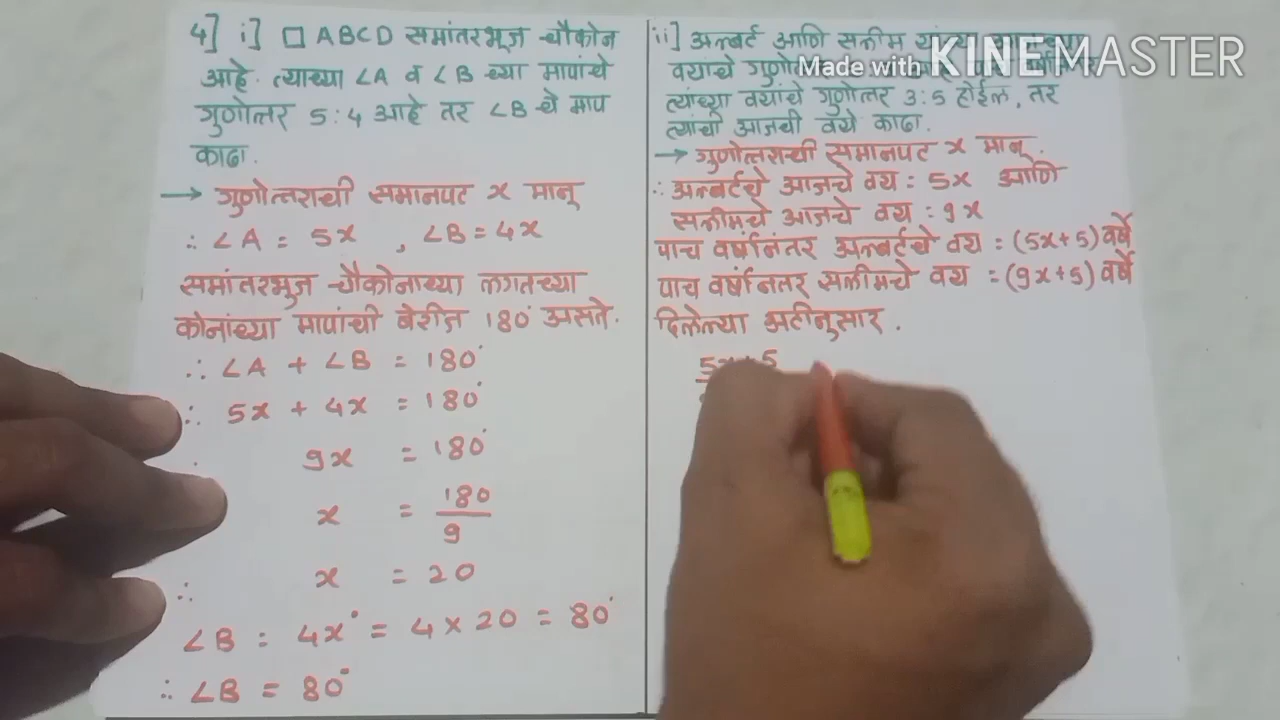 4] i] □ ABCD समांतरभूज चौकोन
आहे. त्याच्या ∠A व ∠B च्या मापांचे
गुणोत्तर 5:4 आहे तर ∠B चे माप
काढा.
→ गुणोत्तराची समानपट x मानू
∴ ∠A = 5x , ∠B = 4x
समांतरभुज चौकोनाच्या लगतच्या
कोनांच्या मापांची बेरीज 180° असते.
∴ ∠A + ∠B = 180°
∴ 5x + 4x = 180°
9x = 180°
x = 180/9
∴ x = 20
∠B = 4x° = 4 × 20 = 80°
∴ ∠B = 80°
ii] अल्बर्ट आणि सलीम यांच्या
वयांचे
त्यांच्या वयांचे गुणोत्तर 3:5 होईल, तर
त्यांची आजची वये काढा.
→ गुणोत्तराची समानपट x मानू.
∴ अल्बर्टचे आजचे वय = 5x आणि
सलीमचे आजचे वय = 9x
पाच वर्षांनंतर अल्बर्टचे वय = (5x+5) वर्षे
पाच वर्षांनंतर सलीमचे वय = (9x+5) वर्षे
दिलेल्या अटीनुसार.
5x+5
Made with KINEMASTER